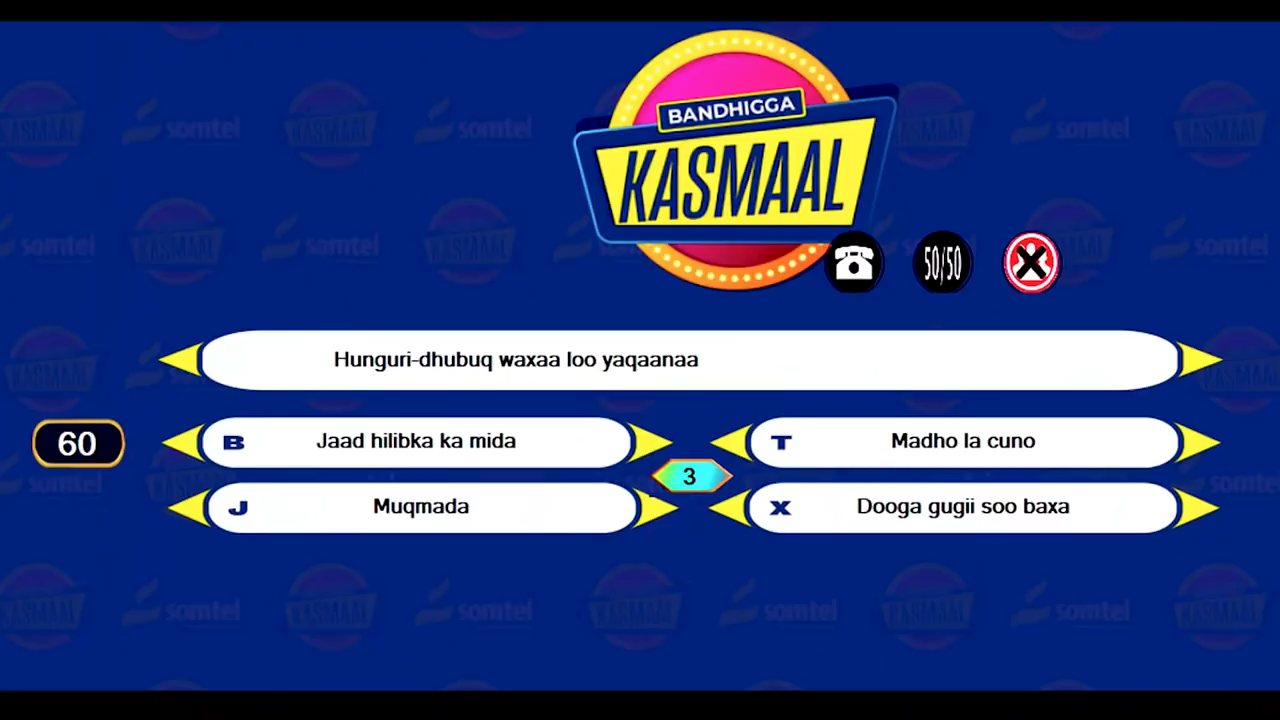 BANDHIGGA
KASMAAL
50/50
Hunguri-dhubuq waxaa loo yaqaanaa
60
B Jaad hilibka ka mida
T Madho la cuno
3
J Muqmada
X Dooga gugii soo baxa
somtel